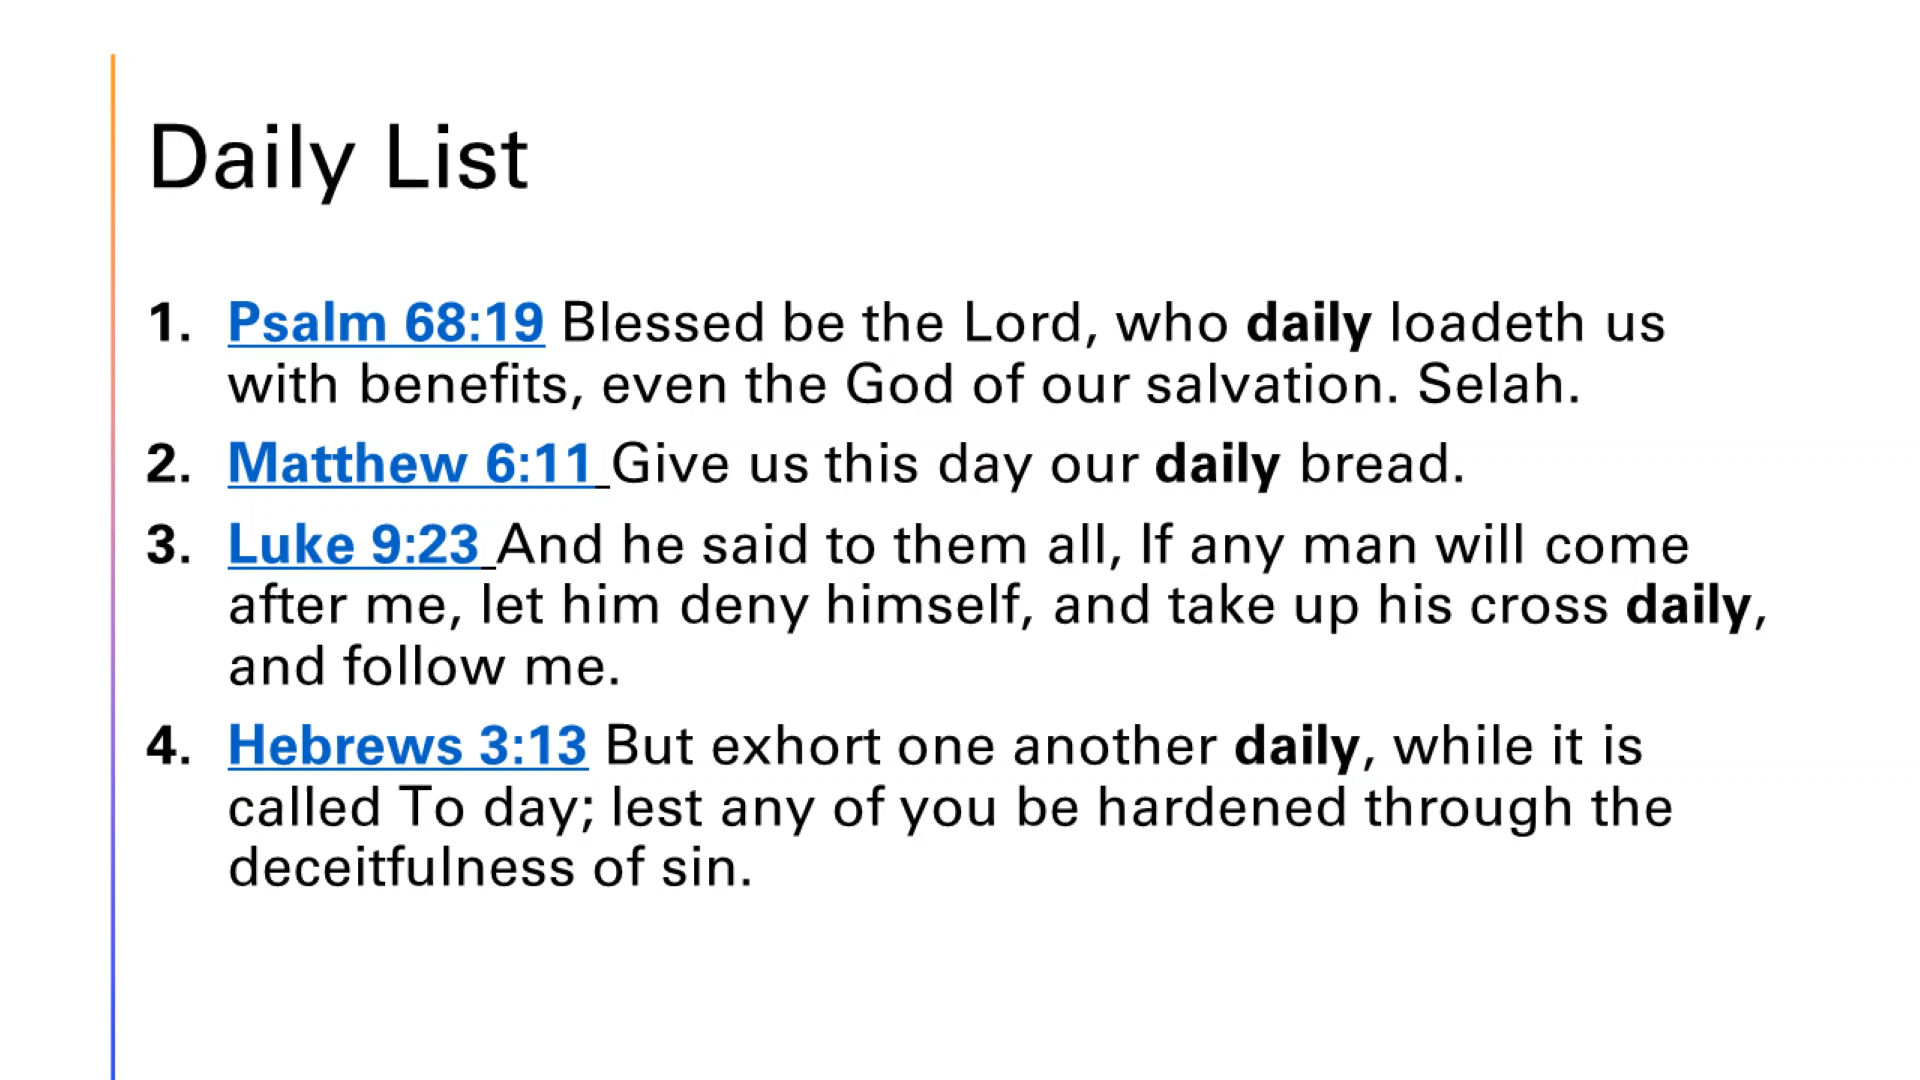 Daily List
1. Psalm 68:19 Blessed be the Lord, who daily loadeth us
with benefits, even the God of our salvation. Selah.
2. Matthew 6:11 Give us this day our daily bread.
3. Luke 9:23 And he said to them all, If any man will come
after me, let him deny himself, and take up his cross daily,
and follow me.
4. Hebrews 3:13 But exhort one another daily, while it is
called To day; lest any of you be hardened through the
deceitfulness of sin.